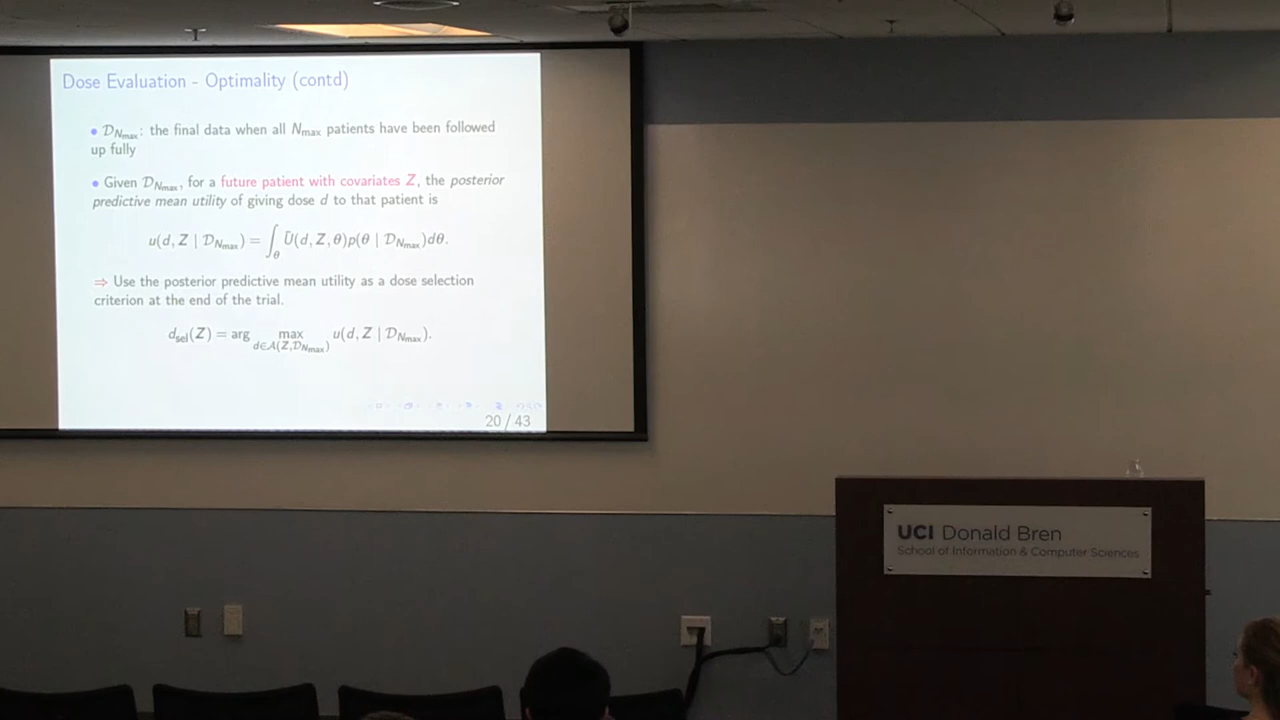 Dose Evaluation - Optimality (contd)
• 𝒟_{N_max}: the final data when all N_max patients have been followed
up fully
• Given 𝒟_{N_max}, for a future patient with covariates Z, the posterior
predictive mean utility of giving dose d to that patient is
u(d, Z | 𝒟_{N_max}) = ∫_θ Ū(d, Z, θ)p(θ | 𝒟_{N_max})dθ.
⇒ Use the posterior predictive mean utility as a dose selection
criterion at the end of the trial.
d_sel(Z) = arg max_{d∈𝒜(Z,𝒟_{N_max})} u(d, Z | 𝒟_{N_max}).
20 / 43
UCI Donald Bren
School of Information & Computer Sciences